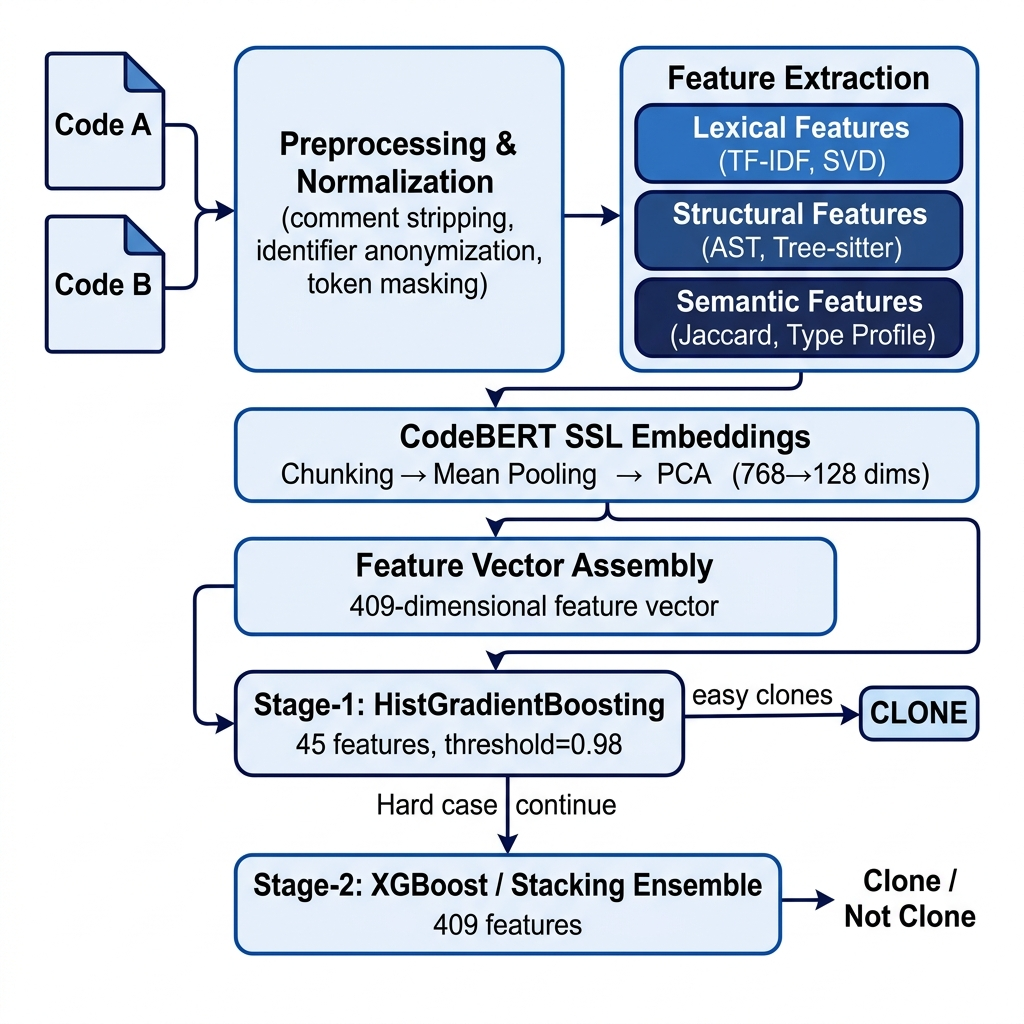 Code A
Code B
Preprocessing &
Normalization
(comment stripping,
identifier anonymization,
token masking)
Feature Extraction
Lexical Features
(TF-IDF, SVD)
Structural Features
(AST, Tree-sitter)
Semantic Features
(Jaccard, Type Profile)
CodeBERT SSL Embeddings
Chunking → Mean Pooling → PCA (768→128 dims)
Feature Vector Assembly
409-dimensional feature vector
Stage-1: HistGradientBoosting
45 features, threshold=0.98
easy clones
CLONE
Hard case continue
Stage-2: XGBoost / Stacking Ensemble
409 features
Clone /
Not Clone